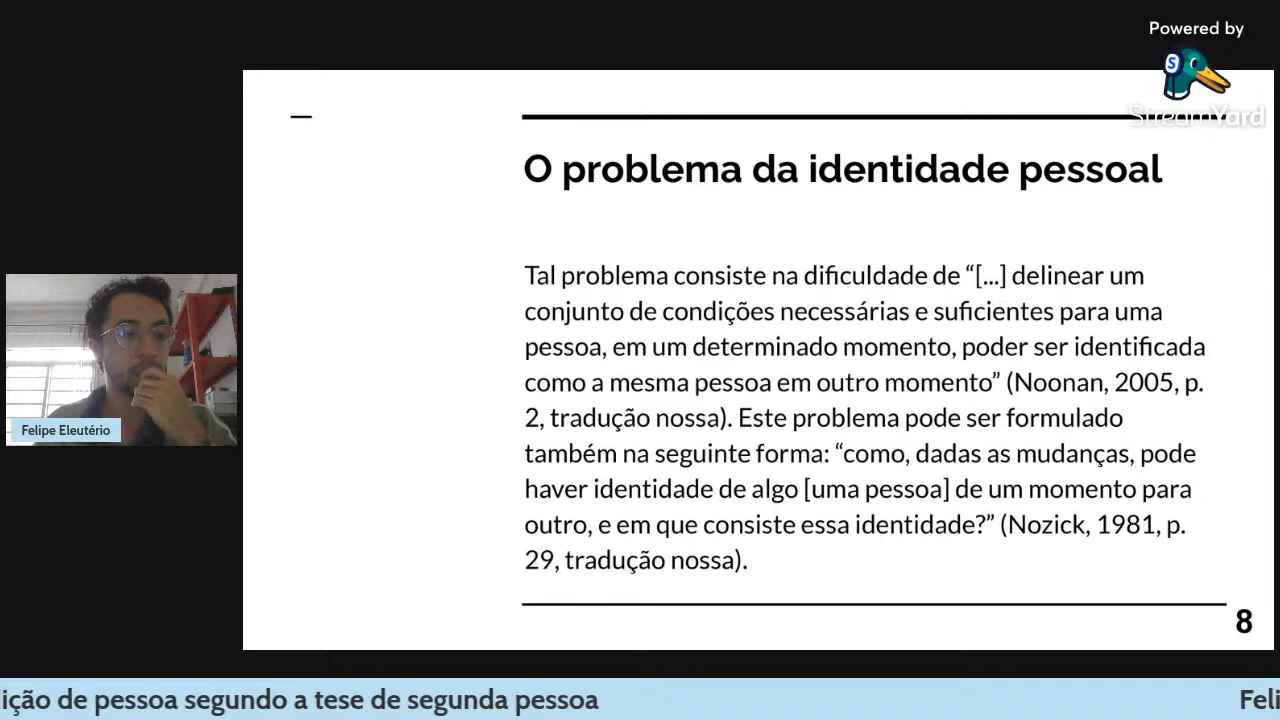 Powered by
StreamYard
O problema da identidade pessoal
Tal problema consiste na dificuldade de “[...] delinear um
conjunto de condições necessárias e suficientes para uma
pessoa, em um determinado momento, poder ser identificada
como a mesma pessoa em outro momento” (Noonan, 2005, p.
2, tradução nossa). Este problema pode ser formulado
também na seguinte forma: “como, dadas as mudanças, pode
haver identidade de algo [uma pessoa] de um momento para
outro, e em que consiste essa identidade?” (Nozick, 1981, p.
29, tradução nossa).
8
Felipe Eleutério
ição de pessoa segundo a tese de segunda pessoa
Feli